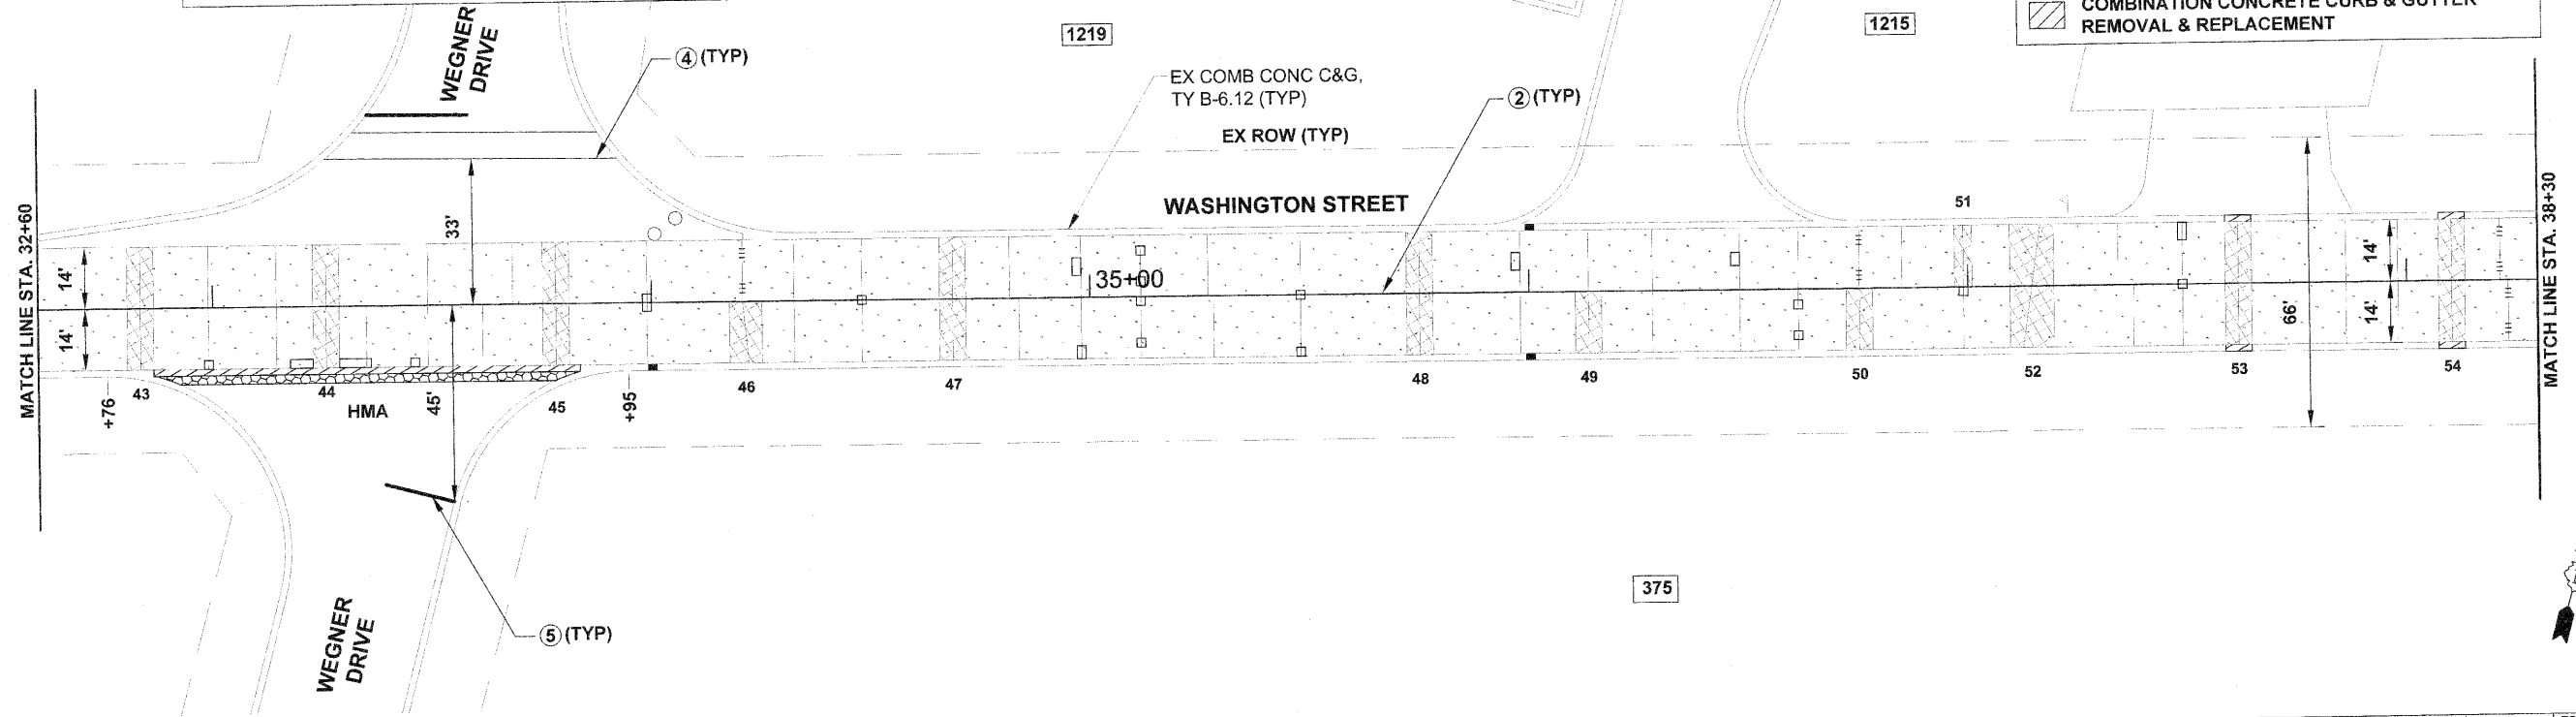 COMBINATION CONCRETE CURB & GUTTER
REMOVAL & REPLACEMENT
WEGNER
DRIVE
④ (TYP)
1219
1215
EX COMB CONC C&G,
TY B-6.12 (TYP)
② (TYP)
EX ROW (TYP)
WASHINGTON STREET
51
MATCH LINE STA. 32+60
MATCH LINE STA. 38+30
33'
14'
14'
14'
14'
66'
35+00
+76
43
44
HMA
45'
45
+95
46
47
48
49
50
52
53
54
375
⑤ (TYP)
WEGNER
DRIVE